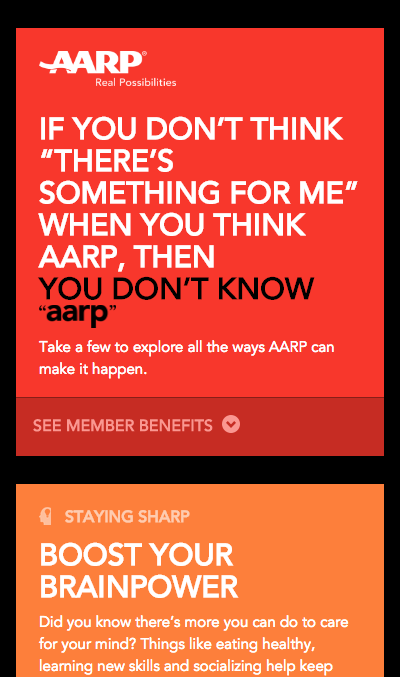 AARP®
Real Possibilities
IF YOU DON’T THINK
“THERE’S
SOMETHING FOR ME”
WHEN YOU THINK
AARP, THEN
YOU DON’T KNOW
“aarp”
Take a few to explore all the ways AARP can
make it happen.
SEE MEMBER BENEFITS
STAYING SHARP
BOOST YOUR
BRAINPOWER
Did you know there’s more you can do to care
for your mind? Things like eating healthy,
learning new skills and socializing help keep